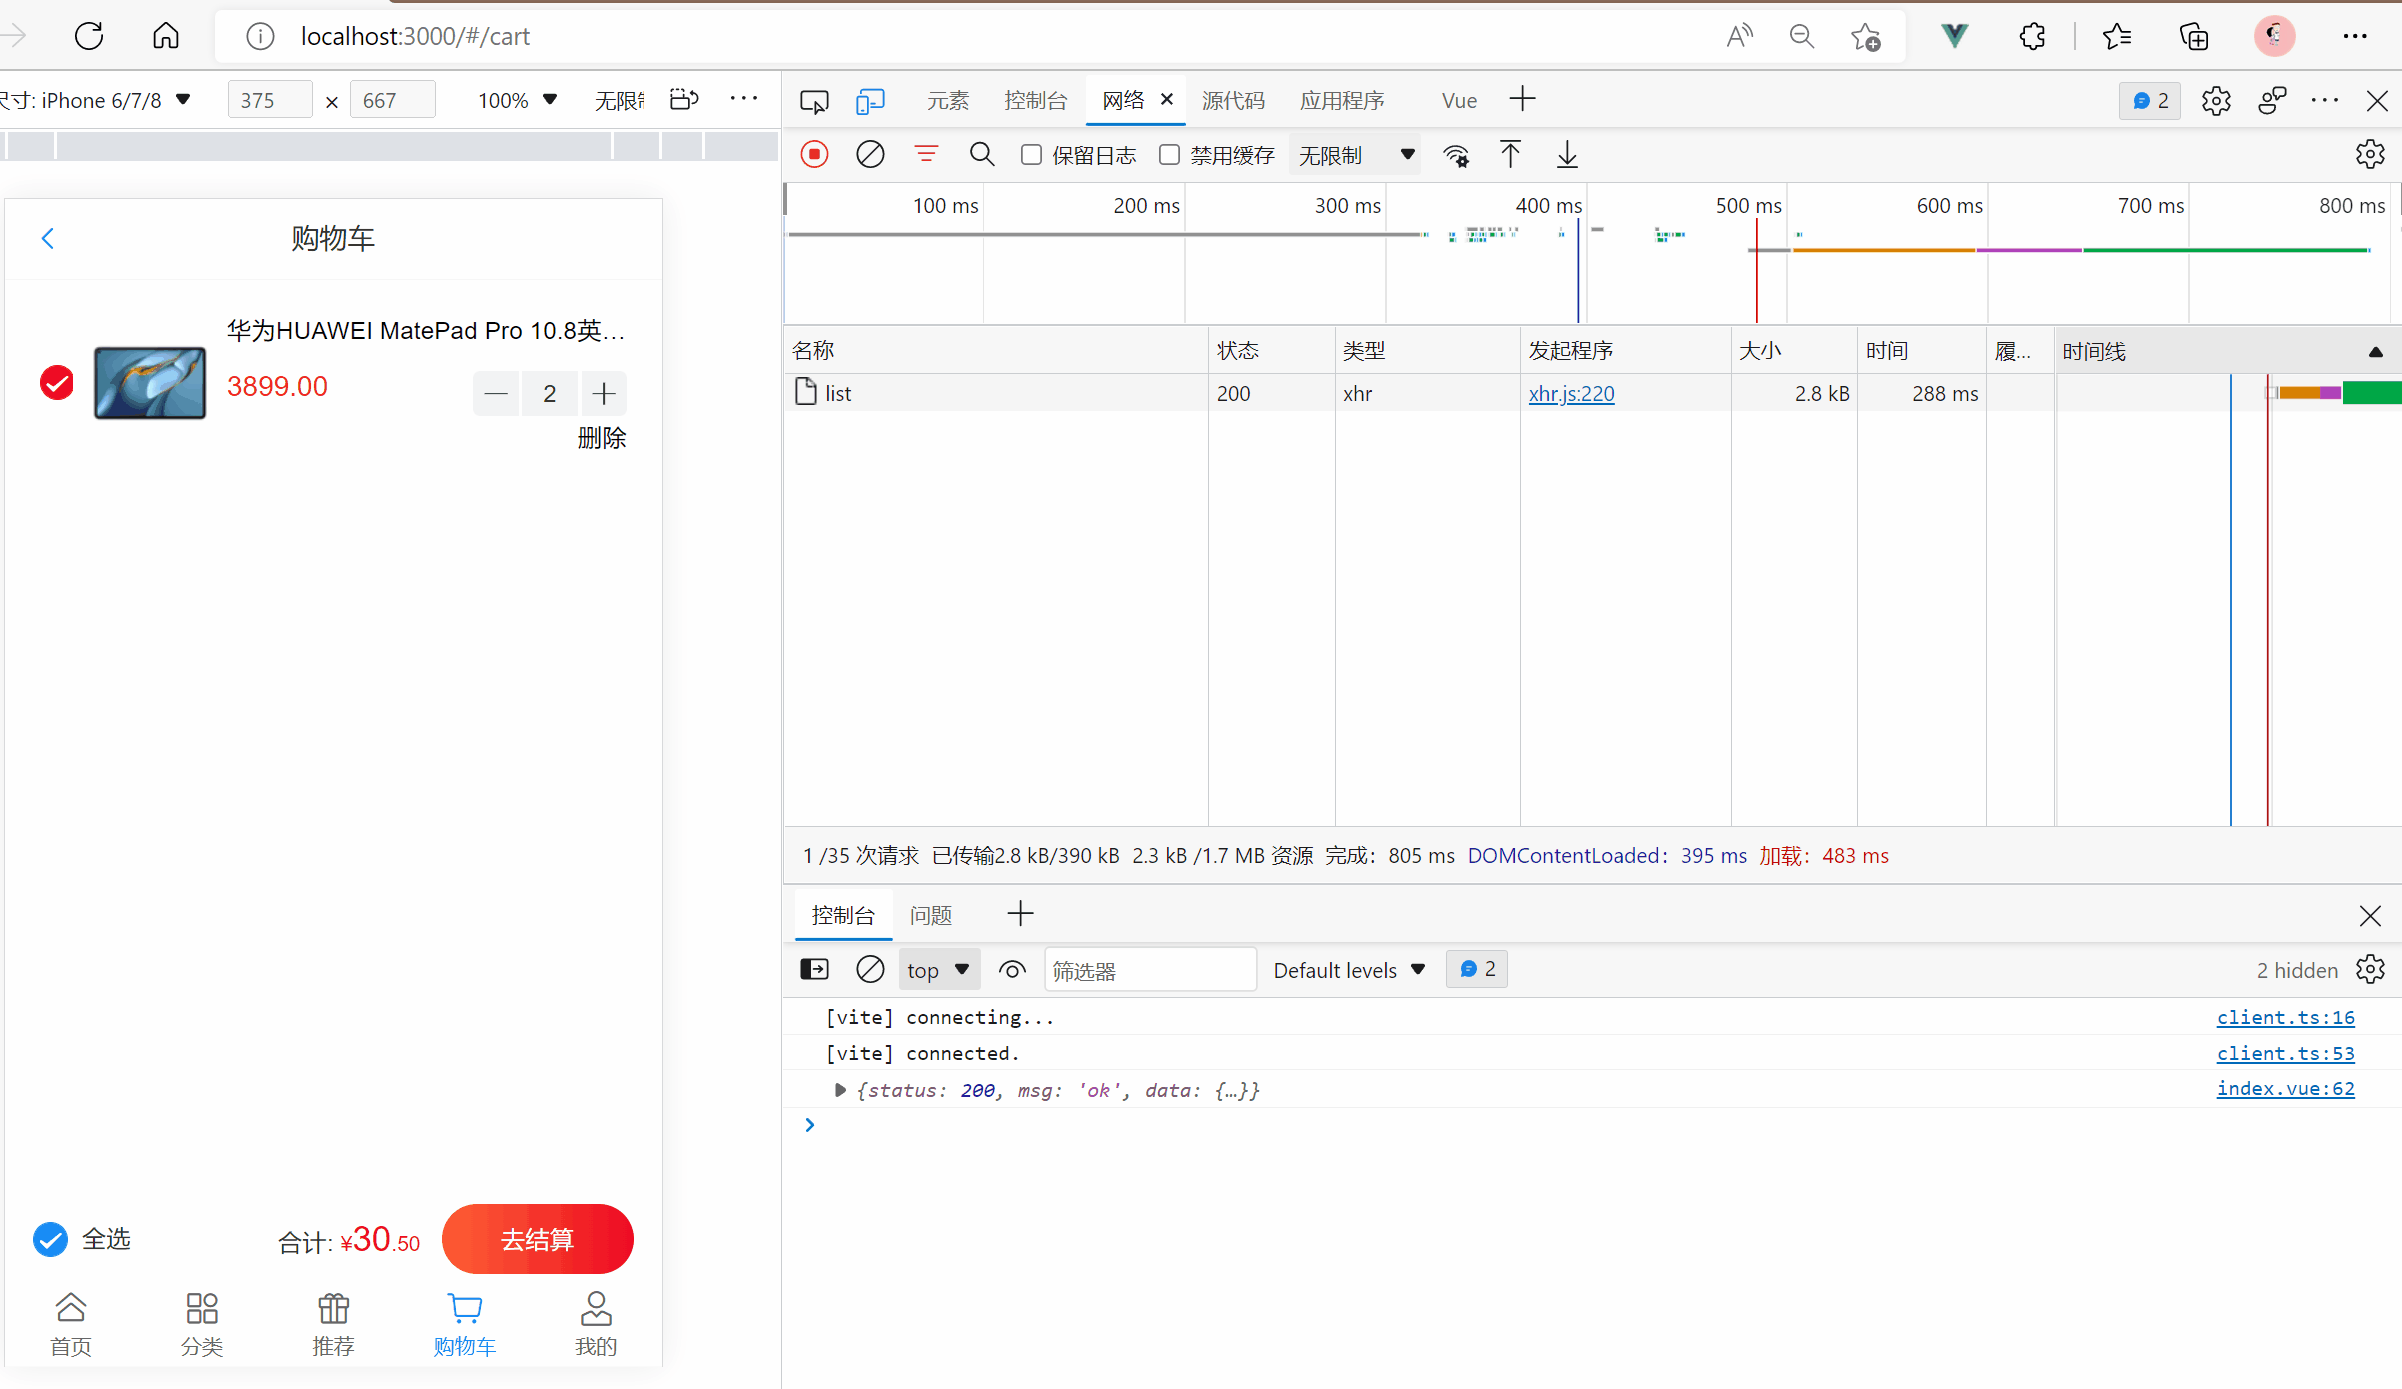 localhost:3000/#/cart
尺寸: iPhone 6/7/8
375 × 667
100%
无限制
元素 控制台 网络 源代码 应用程序 Vue
2
保留日志 禁用缓存 无限制
100 ms 200 ms 300 ms 400 ms 500 ms 600 ms 700 ms 800 ms
名称 状态 类型 发起程序 大小 时间 履... 时间线
list 200 xhr xhr.js:220 2.8 kB 288 ms
1 /35 次请求 已传输2.8 kB/390 kB 2.3 kB /1.7 MB 资源 完成: 805 ms DOMContentLoaded: 395 ms 加载: 483 ms
控制台 问题
top 筛选器 Default levels 2 2 hidden
[vite] connecting... client.ts:16
[vite] connected. client.ts:53
{status: 200, msg: 'ok', data: {…}} index.vue:62
购物车
华为HUAWEI MatePad Pro 10.8英…
3899.00
2
删除
全选
合计: ¥30.50
去结算
首页 分类 推荐 购物车 我的